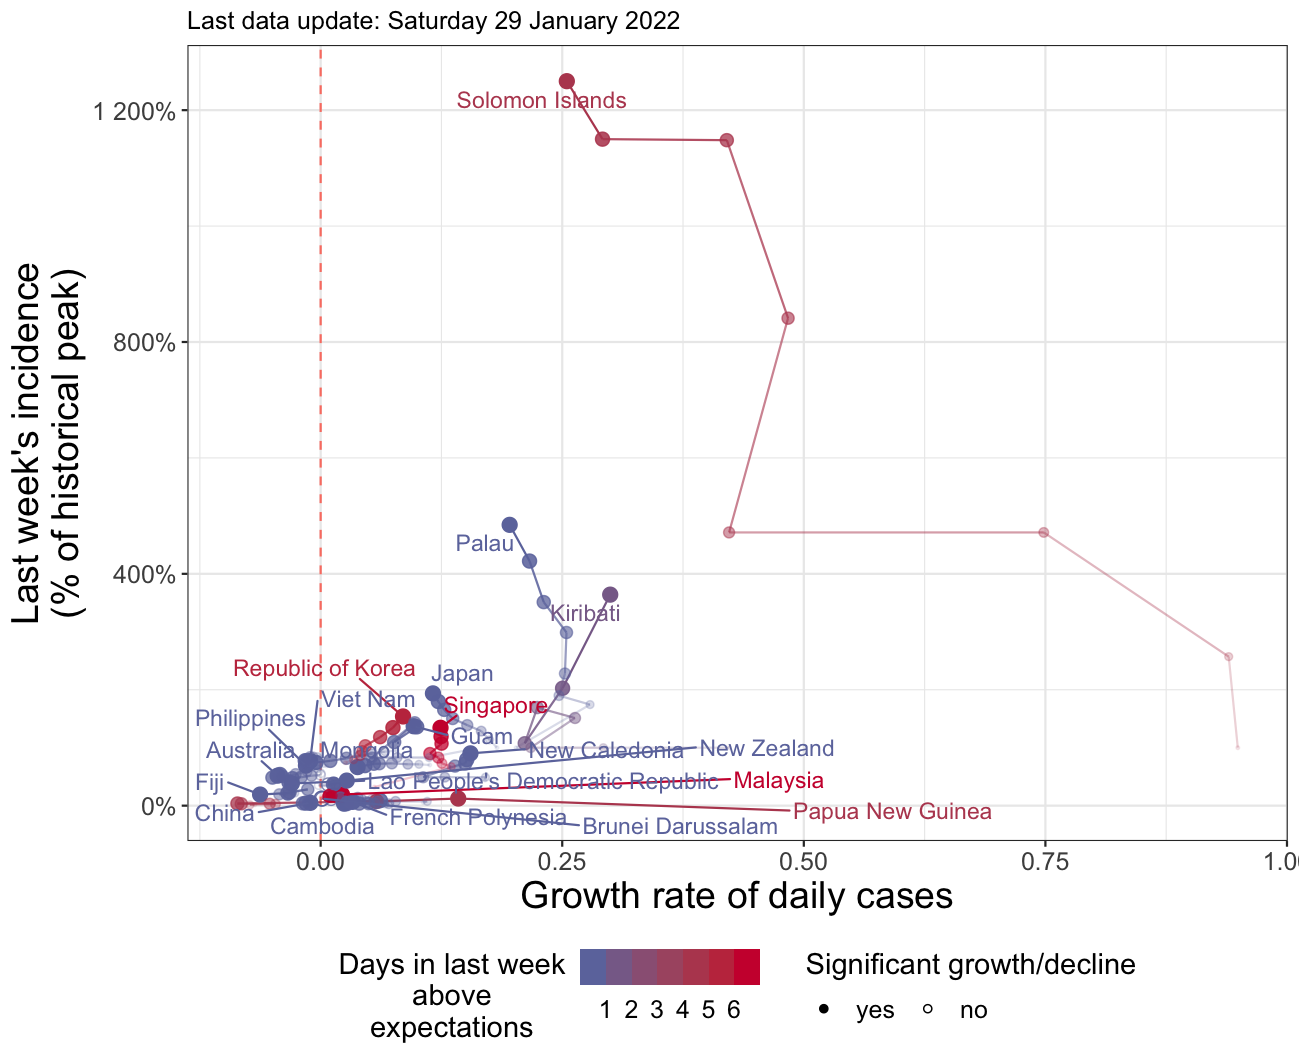 Last data update: Saturday 29 January 2022
Last week's incidence
(% of historical peak)
1 200%
800%
400%
0%
Solomon Islands
Palau
Kiribati
Republic of Korea
Japan
Viet Nam
Singapore
Philippines
Guam
Australia
Mongolia
New Caledonia
New Zealand
Fiji
Lao People's Democratic Republic
Malaysia
China
French Polynesia
Papua New Guinea
Cambodia
Brunei Darussalam
0.00
0.25
0.50
0.75
1.0
Growth rate of daily cases
Days in last week
above
expectations
1 2 3 4 5 6
Significant growth/decline
yes
no